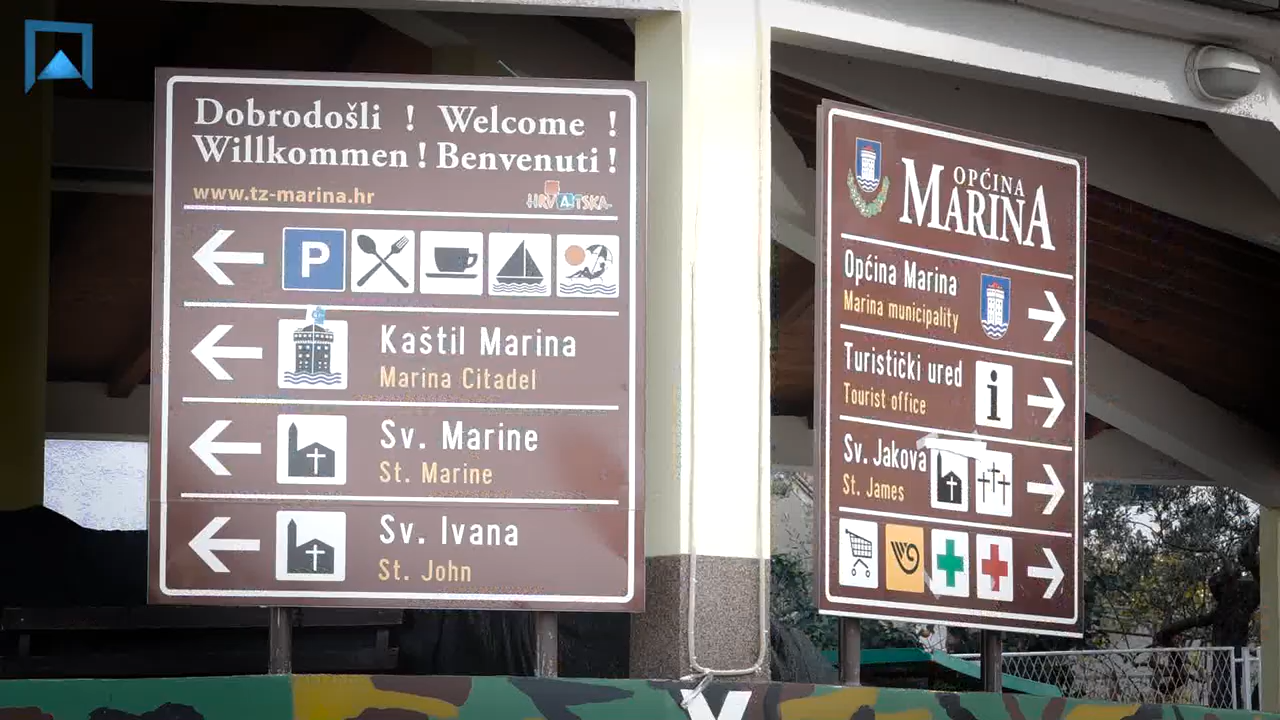 Dobrodošli ! Welcome !
Willkommen ! Benvenuti !
www.tz-marina.hr
HRVATSKA
P
Kaštil Marina
Marina Citadel
Sv. Marine
St. Marine
Sv. Ivana
St. John
OPĆINA
MARINA
Općina Marina
Marina municipality
Turistički ured
Tourist office
i
Sv. Jakova
St. James